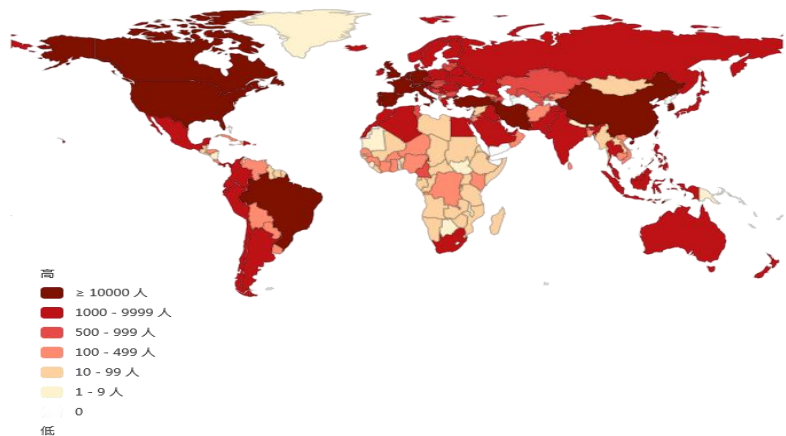 高
≥ 10000 人
1000 - 9999 人
500 - 999 人
100 - 499 人
10 - 99 人
1 - 9 人
0
低